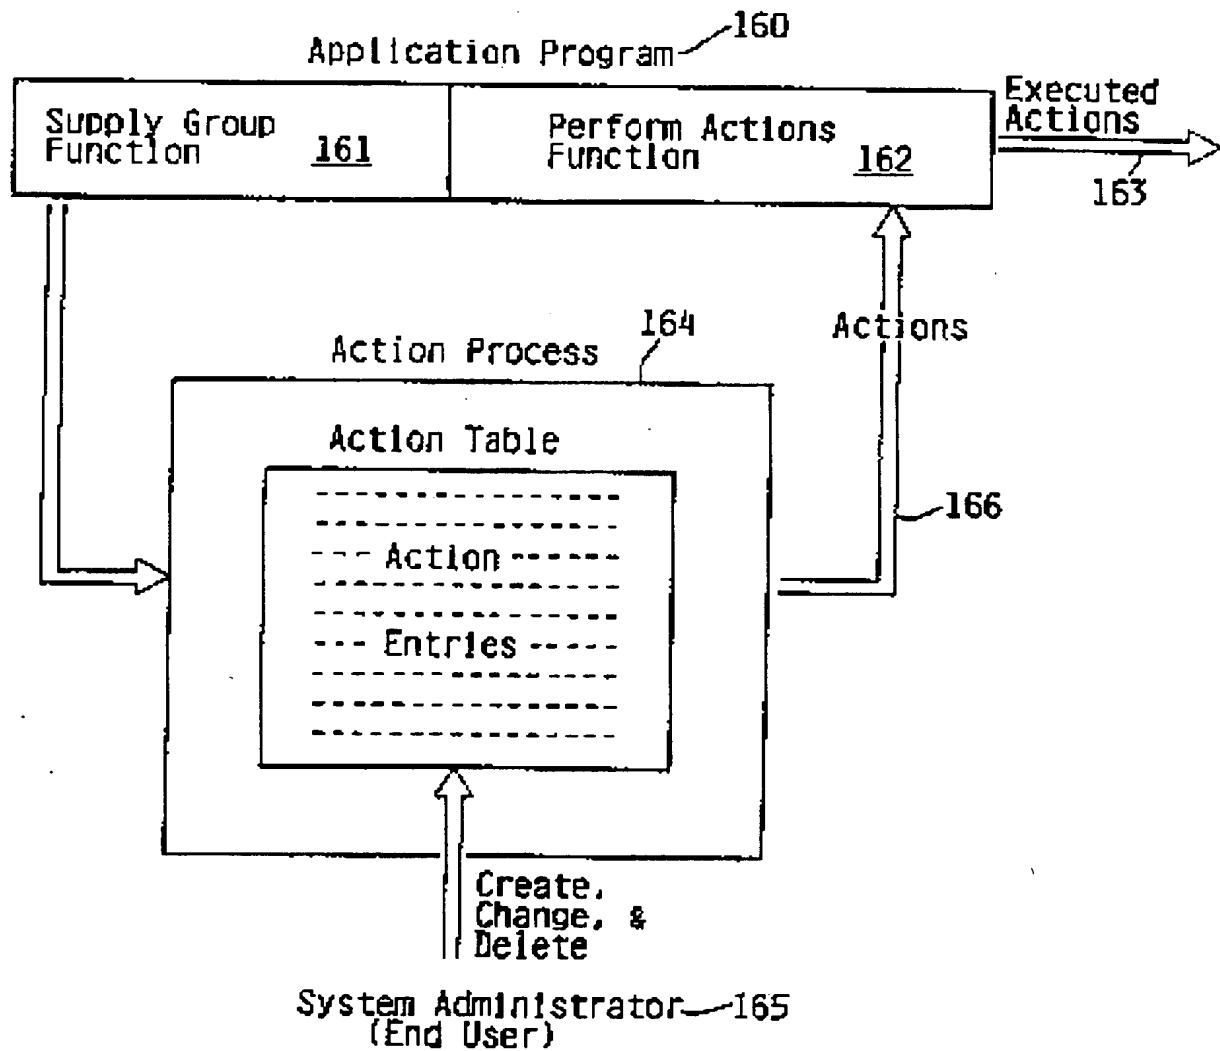 160
Application Program
Supply Group
Function
161
Perform Actions
Function
162
Executed
Actions
163
Actions
164
Action Process
Action Table
Action
Entries
166
Create,
Change, &
Delete
System Administrator
165
(End User)